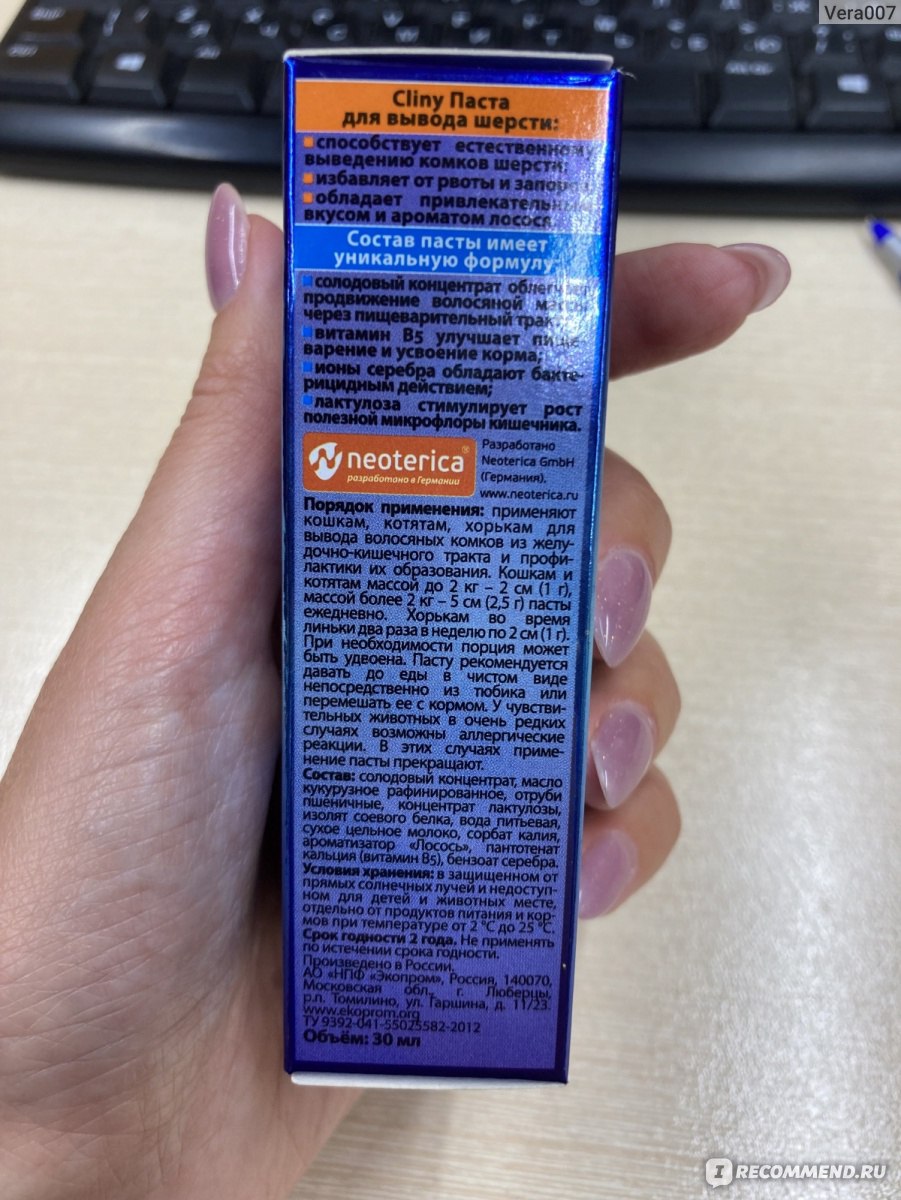 Vera007
Cliny Паста
для вывода шерсти:
способствует естественному
выведению комков шерсти;
избавляет от рвоты и
обладает привлекательным
вкусом и ароматом лосося
Состав пасты имеет
уникальную формулу
солодовый концентрат
продвижение волосяной массы
через пищеварительный тракт
витамин В5 улучшает пище-
варение и усвоение корма;
ионы серебра обладают бакте-
рицидным действием;
лактулоза стимулирует рост
полезной микрофлоры кишечника.
neoterica®
разработано в Германии
Разработано
Neoterica GmbH
(Германия).
www.neoterica.ru
Порядок применения: применяют
кошкам, котятам, хорькам для
вывода волосяных комков из желу-
дочно-кишечного тракта и профи-
лактики их образования. Кошкам и
котятам массой до 2 кг – 2 см (1 г),
массой более 2 кг – 5 см (2,5 г) пасты
ежедневно. Хорькам во время
линьки два раза в неделю по 2 см (1 г).
При необходимости порция может
быть удвоена. Пасту рекомендуется
давать до еды в чистом виде
непосредственно из тюбика или
перемешать ее с кормом. У чувстви-
тельных животных в очень редких
случаях возможны аллергические
реакции. В этих случаях приме-
нение пасты прекращают.
Состав: солодовый концентрат, масло
кукурузное рафинированное, отруби
пшеничные, концентрат лактулозы,
изолят соевого белка, вода питьевая,
сухое цельное молоко, сорбат калия,
ароматизатор «Лосось», пантотенат
кальция (витамин В5), бензоат серебра.
Условия хранения: в защищенном от
прямых солнечных лучей и недоступ-
ном для детей и животных месте,
отдельно от продуктов питания и кор-
мов при температуре от 2 °С до 25 °С.
Срок годности 2 года. Не применять
по истечении срока годности.
Произведено в России.
АО «НПФ «Экопром», Россия, 140070,
Московская обл., г. Люберцы,
р.п. Томилино, ул. Гаршина, д. 11/23.
www.ekoprom.org
ТУ 9392-041-55025582-2012
Объём: 30 мл
I RECOMMEND.RU